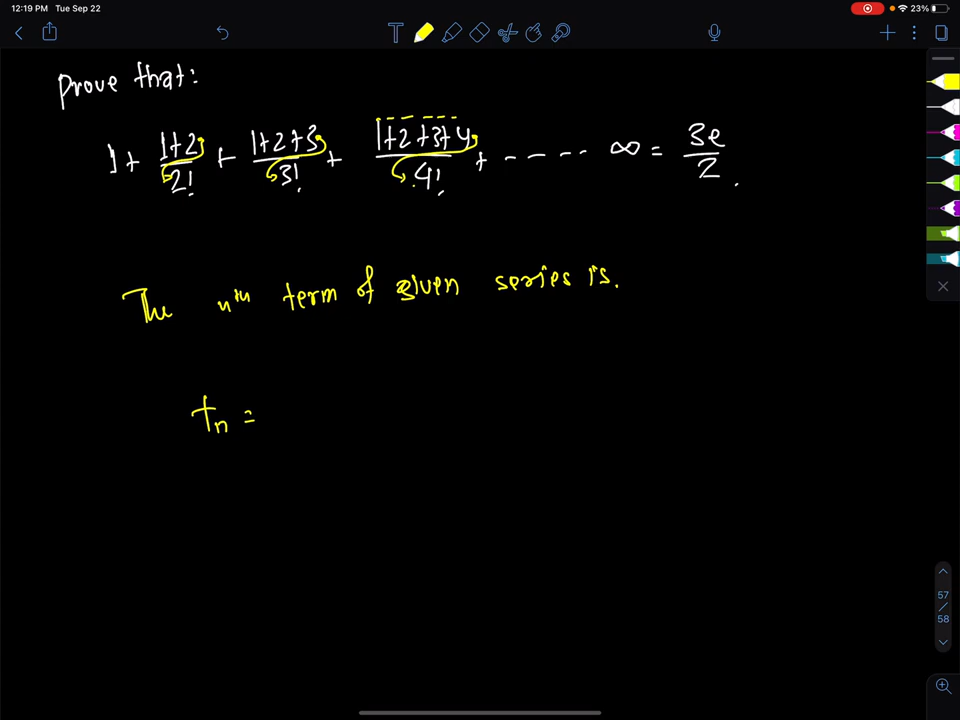 12:19 PM Tue Sep 22
23%
prove that:
1 + (1+2)/2! + (1+2+3)/3! + (1+2+3+4)/4! + ------ ∞ = 3e/2 .
The nth term of given series is.
tn =
57
/
58